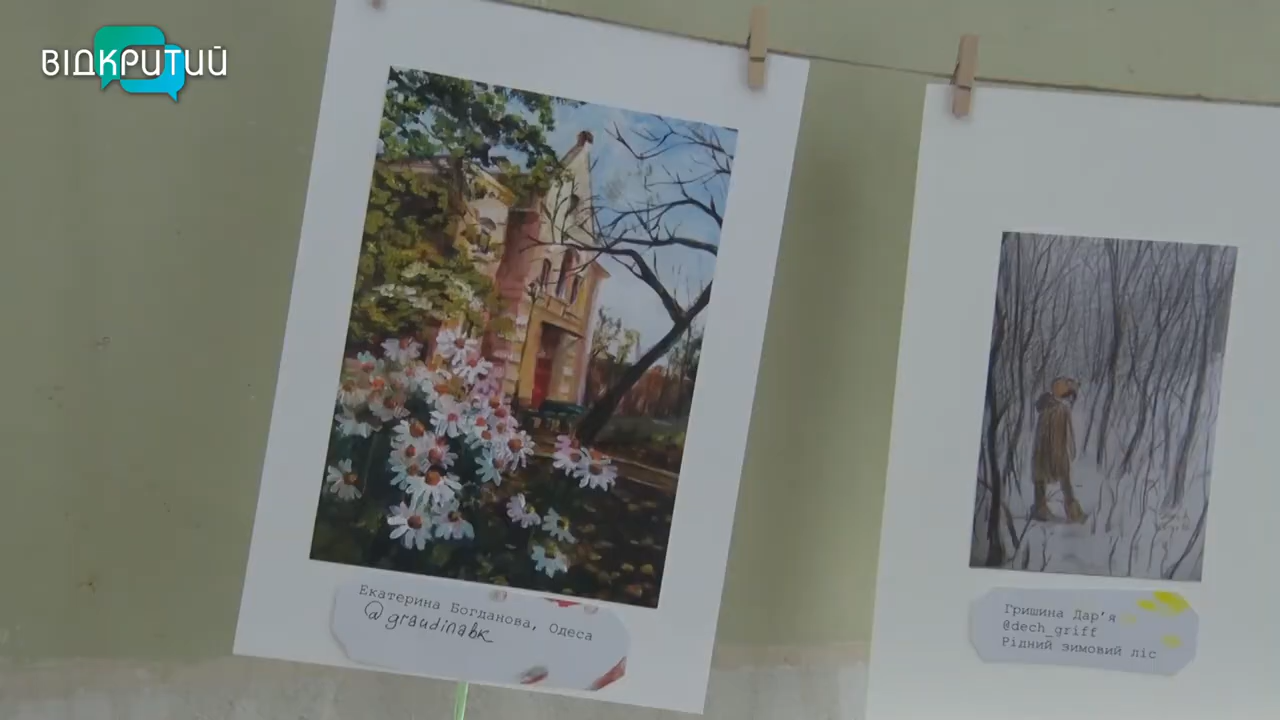 ВІДКРИТИЙ
Екатерина Богданова, Одеса
@graudinabk
Гришина Дар’я
@dech_griff
Рідний зимовий ліс